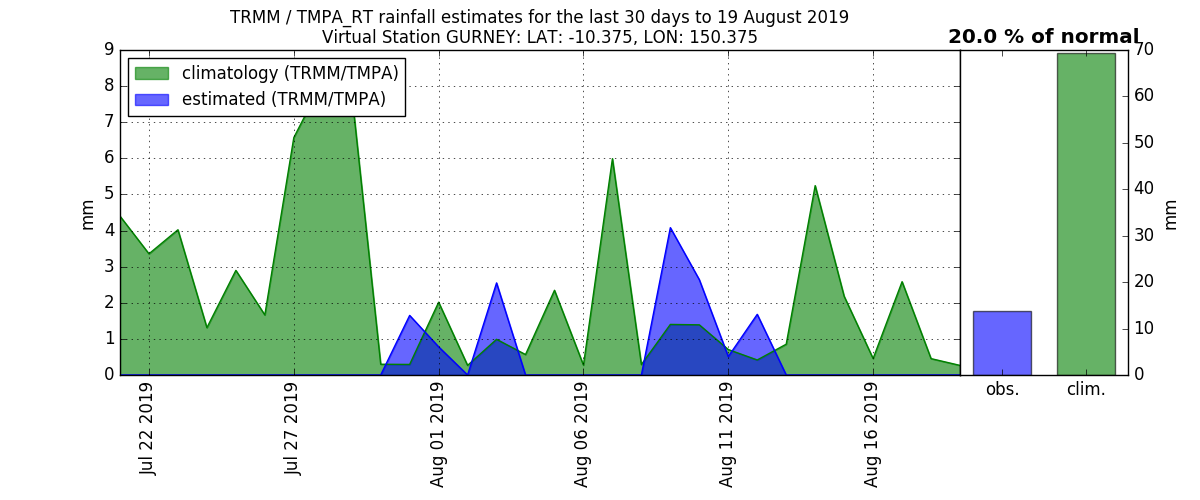 TRMM / TMPA_RT rainfall estimates for the last 30 days to 19 August 2019
Virtual Station GURNEY: LAT: -10.375, LON: 150.375
20.0 % of normal
climatology (TRMM/TMPA)
estimated (TRMM/TMPA)
mm
9
8
7
6
5
4
3
2
1
0
Jul 22 2019
Jul 27 2019
Aug 01 2019
Aug 06 2019
Aug 11 2019
Aug 16 2019
obs.
clim.
70
60
50
40
30
20
10
0
mm